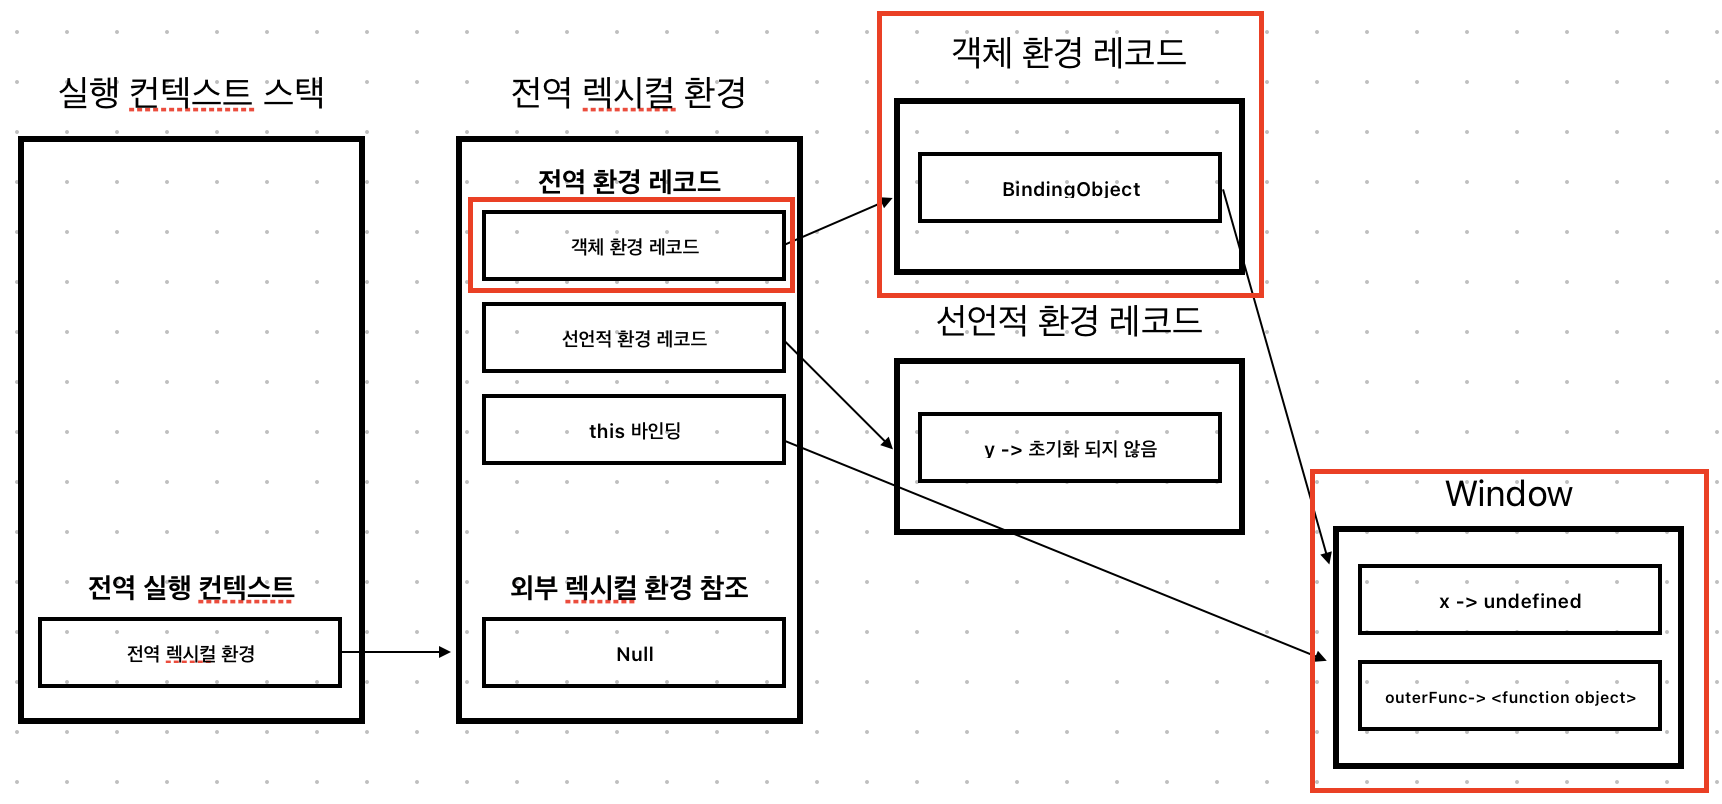 실행 컨텍스트 스택
전역 실행 컨텍스트
전역 렉시컬 환경
전역 렉시컬 환경
전역 환경 레코드
객체 환경 레코드
선언적 환경 레코드
this 바인딩
외부 렉시컬 환경 참조
Null
객체 환경 레코드
BindingObject
선언적 환경 레코드
y -> 초기화 되지 않음
Window
x -> undefined
outerFunc-> <function object>